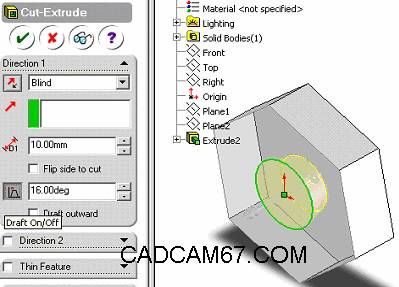 Cut-Extrude
?
Direction 1
Blind
D1
10.00mm
Flip side to cut
16.00deg
Draft outward
Draft On/Off
Direction 2
Thin Feature
Material <not specified>
Lighting
Solid Bodies(1)
Front
Top
Right
Origin
Plane1
Plane2
Extrude2
CADCAM67.COM